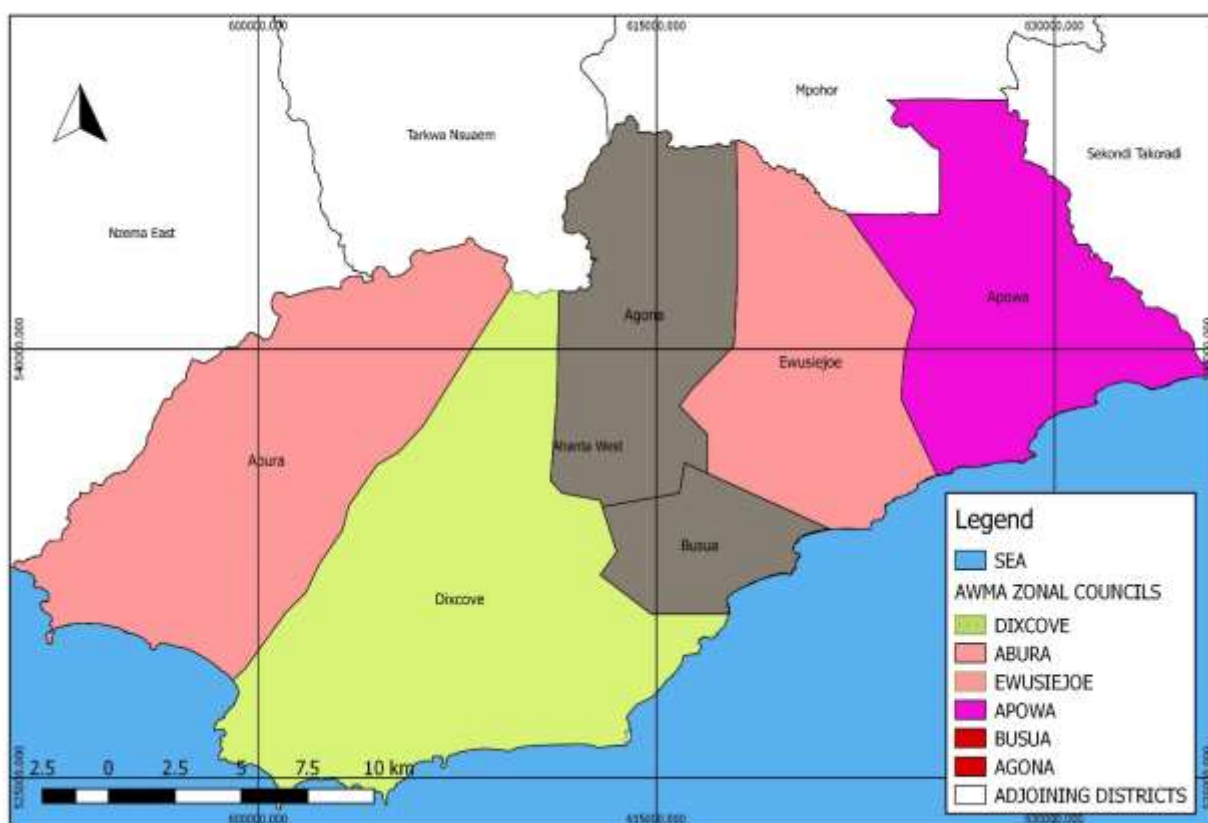 600000.000 615000.000 630000.000
Mpohor
Tarkwa Nsuaem
Sekondi Takoradi
Nzema East
Apowa
Agona
540000.000
Ewusiejoe
Ahanta West
Abura
Busua
Dixcove
Legend
SEA
AWMA ZONAL COUNCILS
DIXCOVE
ABURA
EWUSIEJOE
APOWA
BUSUA
AGONA
ADJOINING DISTRICTS
2.5 0 2.5 5 7.5 10 km
525000.000
600000.000 615000.000 630000.000